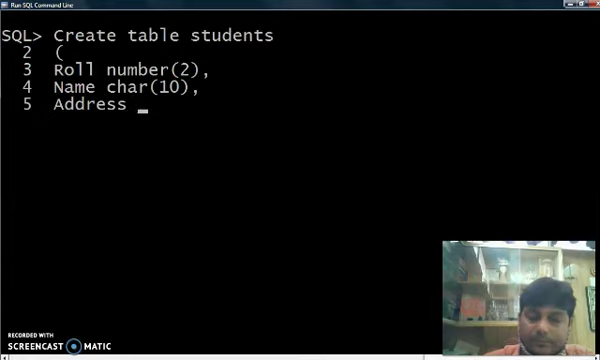 Run SQL Command Line
SQL> Create table students
2 (
3 Roll number(2),
4 Name char(10),
5 Address _
RECORDED WITH
SCREENCAST MATIC